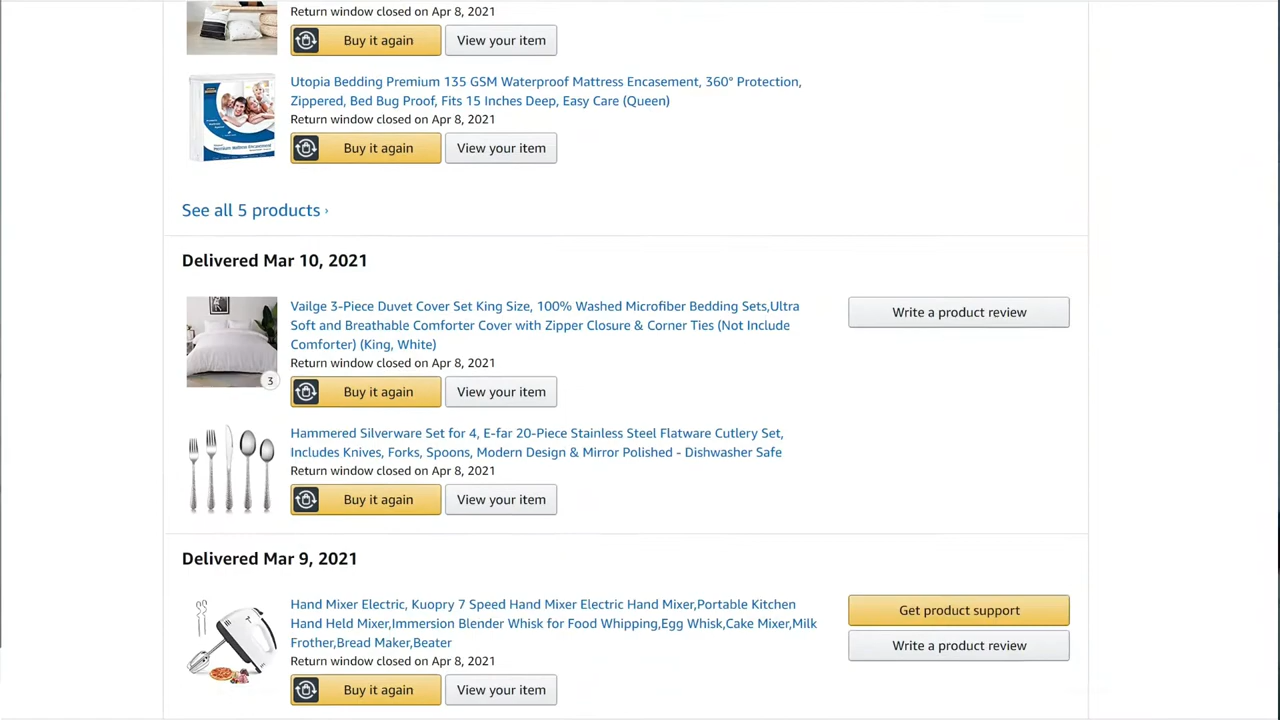 Return window closed on Apr 8, 2021
Buy it again
View your item
Utopia Bedding Premium 135 GSM Waterproof Mattress Encasement, 360° Protection,
Zippered, Bed Bug Proof, Fits 15 Inches Deep, Easy Care (Queen)
Return window closed on Apr 8, 2021
Buy it again
View your item
See all 5 products ›
Delivered Mar 10, 2021
Vailge 3-Piece Duvet Cover Set King Size, 100% Washed Microfiber Bedding Sets,Ultra
Soft and Breathable Comforter Cover with Zipper Closure & Corner Ties (Not Include
Comforter) (King, White)
Write a product review
3
Return window closed on Apr 8, 2021
Buy it again
View your item
Hammered Silverware Set for 4, E-far 20-Piece Stainless Steel Flatware Cutlery Set,
Includes Knives, Forks, Spoons, Modern Design & Mirror Polished - Dishwasher Safe
Return window closed on Apr 8, 2021
Buy it again
View your item
Delivered Mar 9, 2021
Hand Mixer Electric, Kuopry 7 Speed Hand Mixer Electric Hand Mixer,Portable Kitchen
Hand Held Mixer,Immersion Blender Whisk for Food Whipping,Egg Whisk,Cake Mixer,Milk
Frother,Bread Maker,Beater
Get product support
Write a product review
Return window closed on Apr 8, 2021
Buy it again
View your item